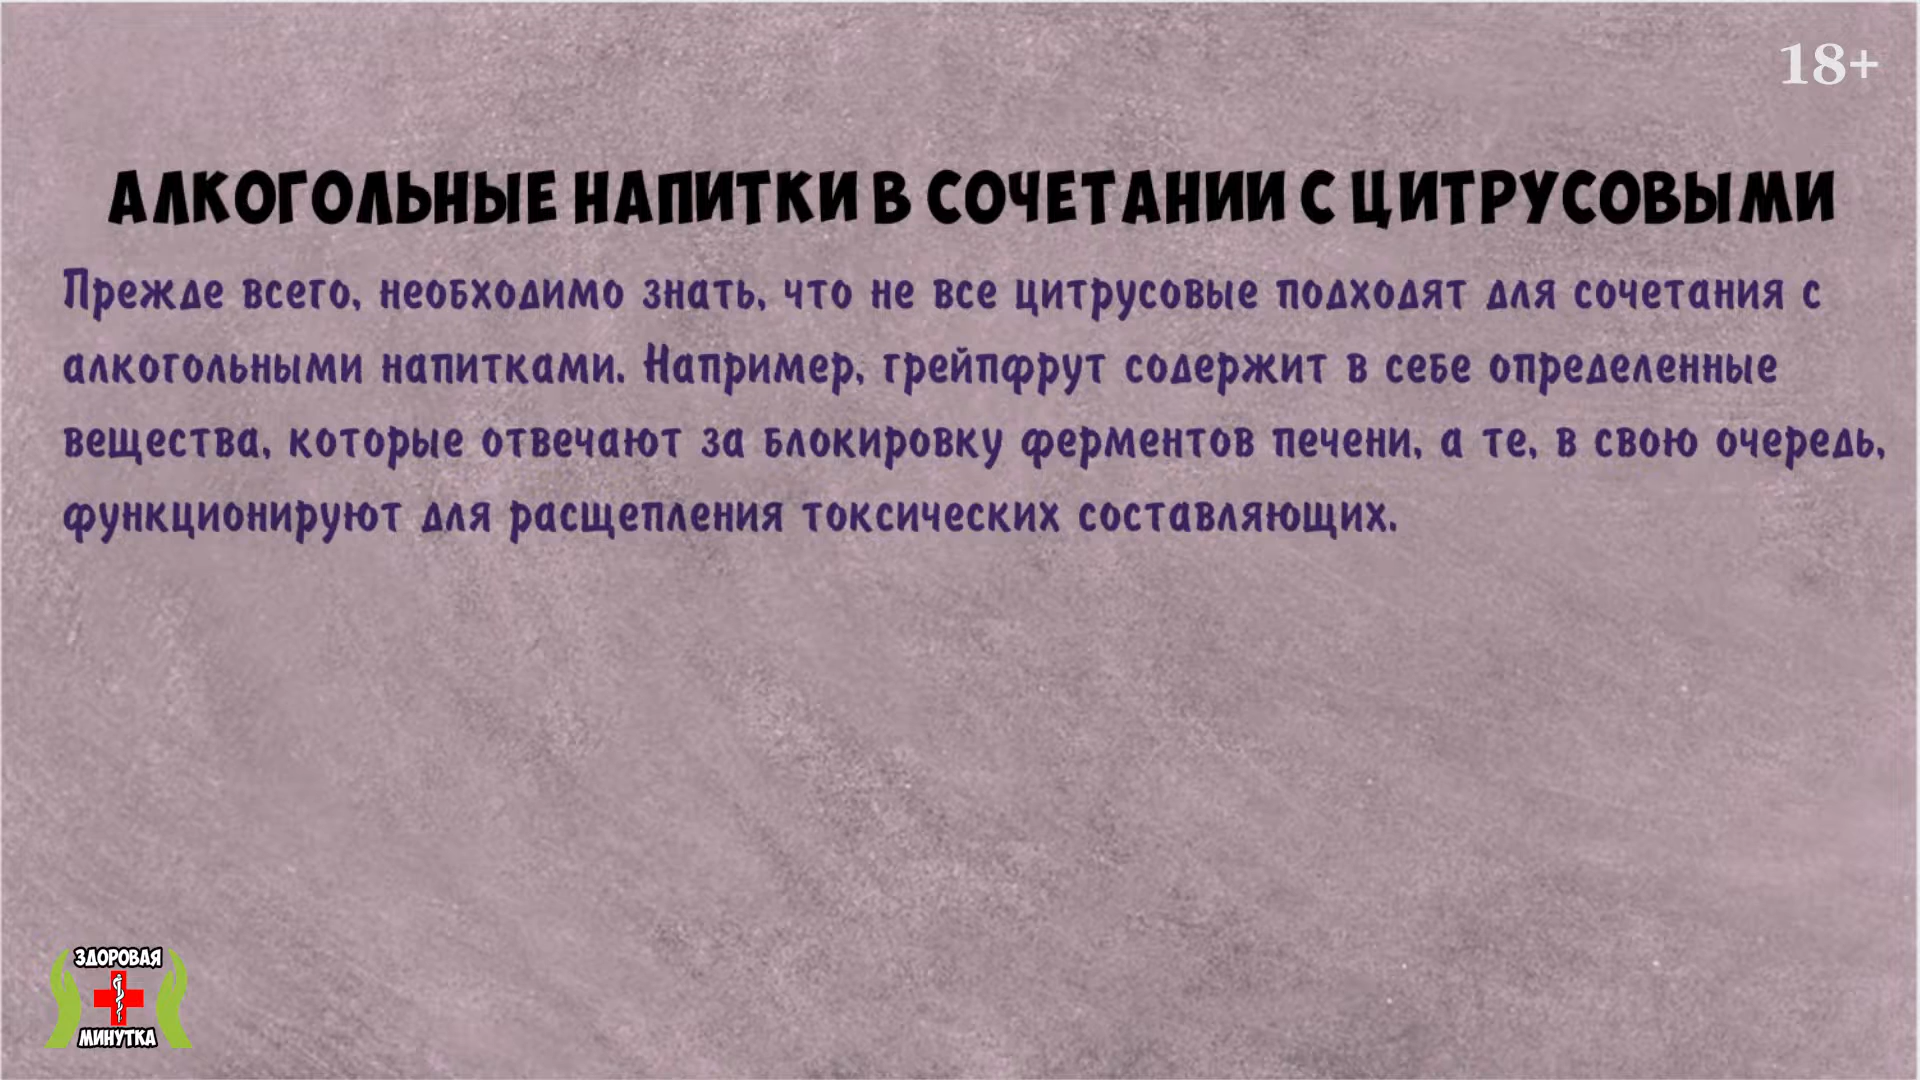 18+
АЛКОГОЛЬНЫЕ НАПИТКИ В СОЧЕТАНИИ С ЦИТРУСОВЫМИ
Прежде всего, необходимо знать, что не все цитрусовые подходят для сочетания с
алкогольными напитками. Например, грейпфрут содержит в себе определенные
вещества, которые отвечают за блокировку ферментов печени, а те, в свою очередь,
функционируют для расщепления токсических составляющих.
ЗДОРОВАЯ
МИНУТКА